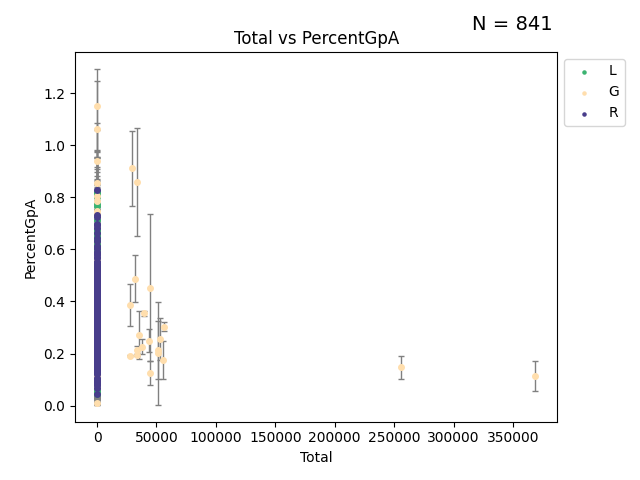 N = 841
Total vs PercentGpA
L
G
R
PercentGpA
1.2
1.0
0.8
0.6
0.4
0.2
0.0
0 50000 100000 150000 200000 250000 300000 350000
Total